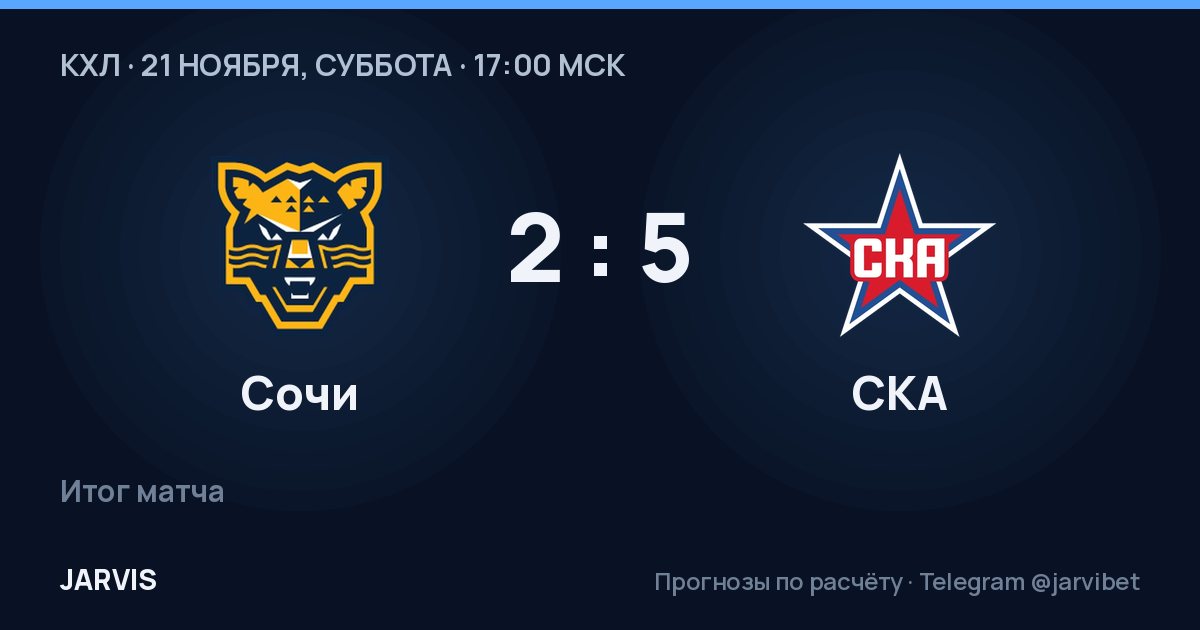 КХЛ · 21 НОЯБРЯ, СУББОТА · 17:00 МСК
2 : 5
СКА
Сочи
СКА
Итог матча
JARVIS
Прогнозы по расчёту · Telegram @jarvibet